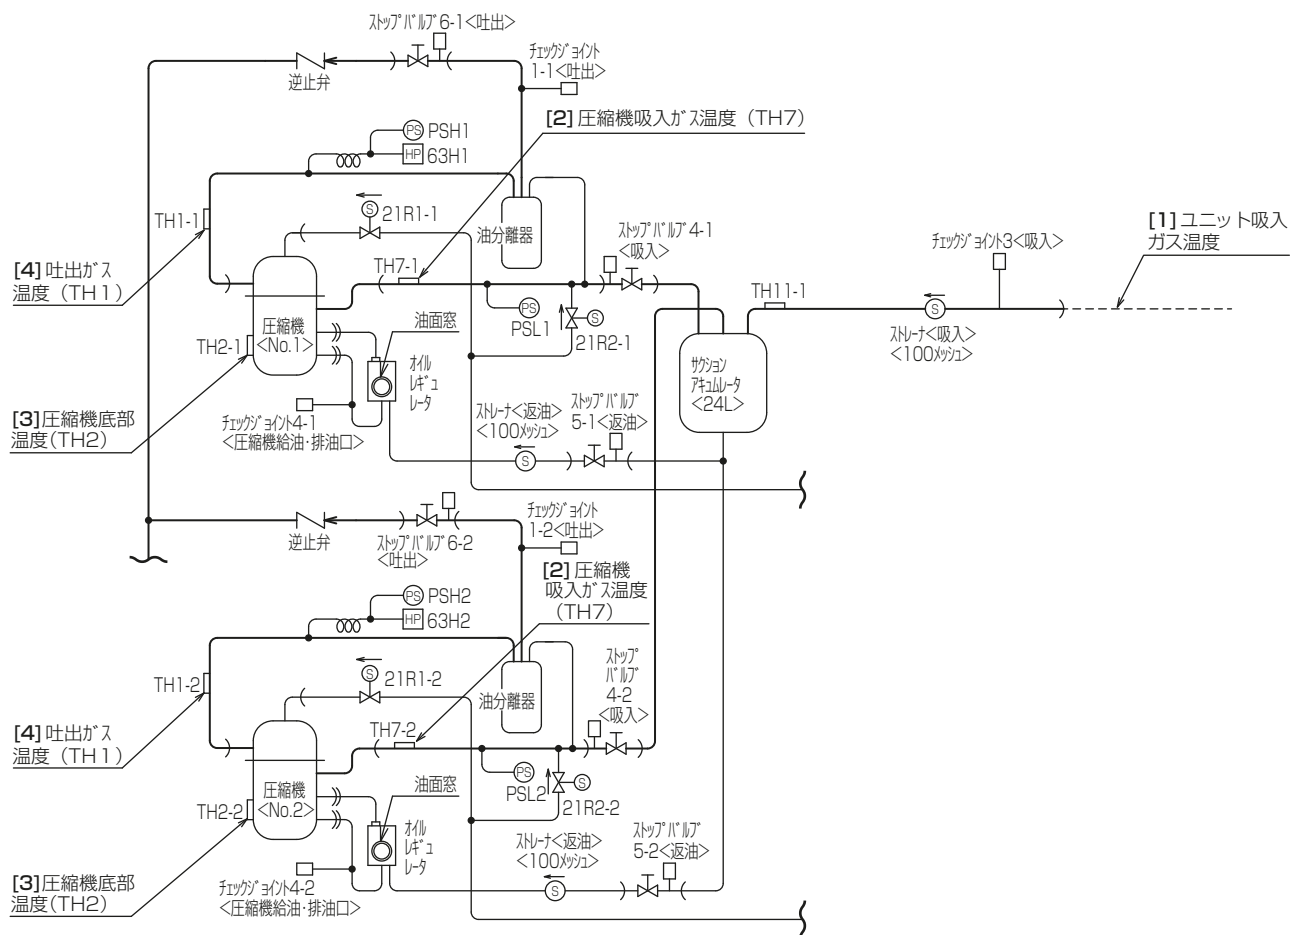 ストップバルブ6-1<吐出>
チェックジョイント
1-1<吐出>
逆止弁
[2]圧縮機吸入ガス温度（TH7）
PS
PSH1
HP
63H1
TH1-1
S
21R1-1
油分離器
ストップバルブ4-1
<吸入>
チェックジョイント3<吸入>
[1]ユニット吸入
ガス温度
[4]吐出ガス
温度（TH1）
TH7-1
TH11-1
圧縮機
<No.1>
PS
PSL1
S
21R2-1
S
ストレーナ<吸入>
<100メッシュ>
油面窓
TH2-1
オイル
レギュ
レータ
サクション
アキュムレータ
<24L>
[3]圧縮機底部
温度(TH2)
チェックジョイント4-1
<圧縮機給油・排油口>
ストレーナ<返油>
<100メッシュ>
ストップバルブ
5-1<返油>
S
チェックジョイント
1-2<吐出>
逆止弁
ストップバルブ6-2
<吐出>
[2]圧縮機
吸入ガス温度
（TH7）
PS
PSH2
HP
63H2
TH1-2
S
21R1-2
油分離器
ストップ
バルブ
4-2
<吸入>
[4]吐出ガス
温度（TH1）
TH7-2
圧縮機
<No.2>
PS
PSL2
S
21R2-2
油面窓
TH2-2
オイル
レギュ
レータ
ストレーナ<返油>
<100メッシュ>
ストップバルブ
5-2<返油>
S
[3]圧縮機底部
温度(TH2)
チェックジョイント4-2
<圧縮機給油・排油口>